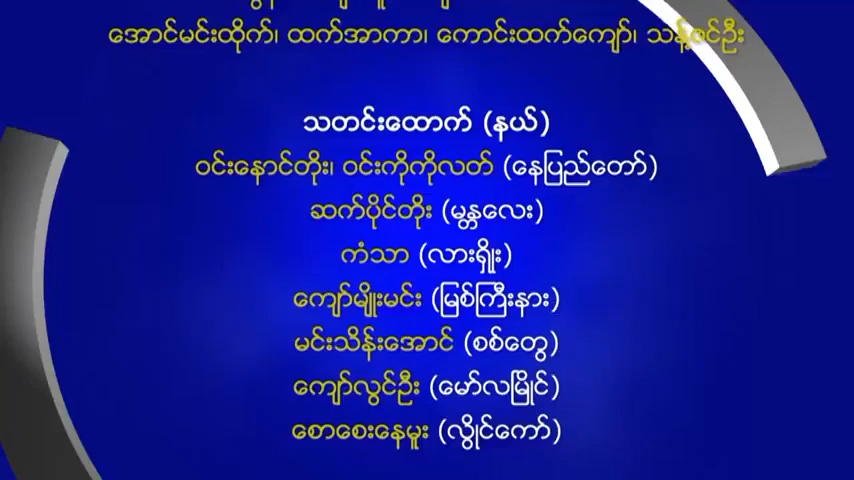 အောင်မင်းထိုက်၊ ထက်အာကာ၊ ကောင်းထက်ကျော်၊ သန့်ဇင်ဦး
သတင်းထောက် (နယ်)
ဝင်းနောင်တိုး၊ ဝင်းကိုကိုလတ် (နေပြည်တော်)
ဆက်ပိုင်တိုး (မန္တလေး)
ကံသာ (လားရှိုး)
ကျော်မျိုးမင်း (မြစ်ကြီးနား)
မင်းသိန်းအောင် (စစ်တွေ)
ကျော်လွင်ဦး (မော်လမြိုင်)
စောစေးနေမူး (လွိုင်ကော်)